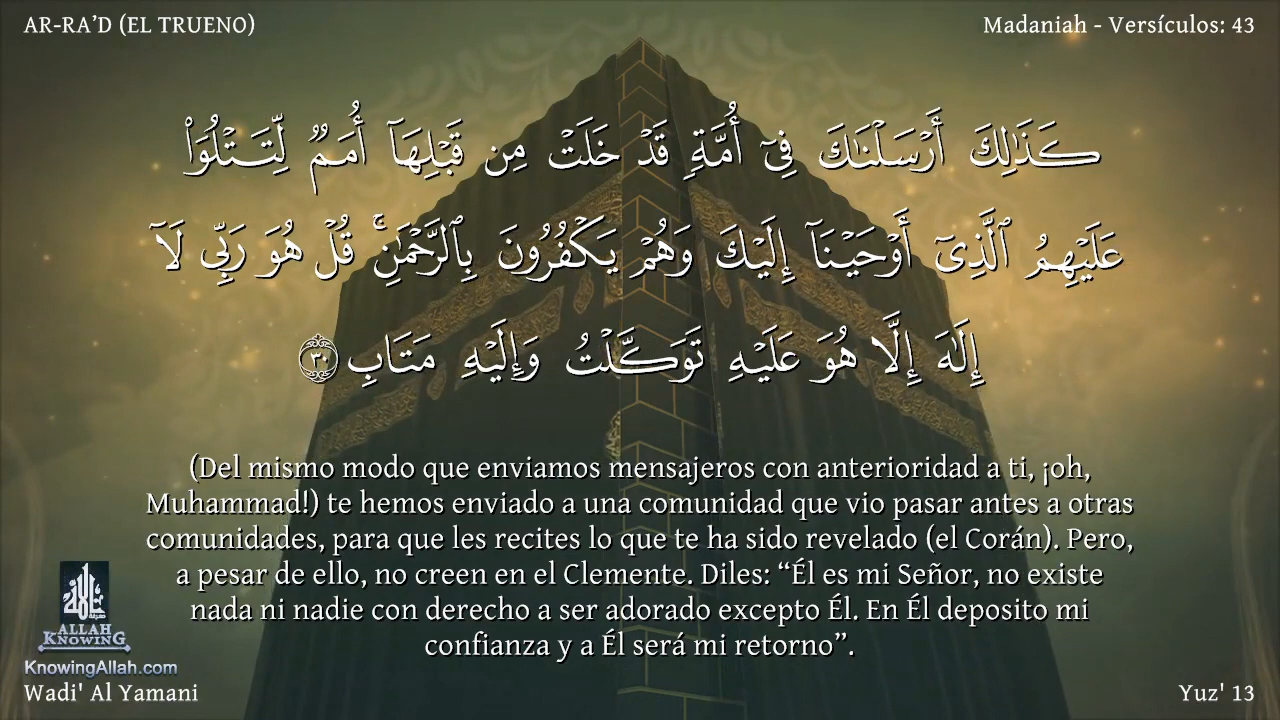 AR-RA’D (EL TRUENO)
Madaniah - Versículos: 43
كَذَٰلِكَ أَرْسَلْنَٰكَ فِىٓ أُمَّةٍ قَدْ خَلَتْ مِن قَبْلِهَآ أُمَمٌ لِّتَتْلُوَا۟
عَلَيْهِمُ ٱلَّذِىٓ أَوْحَيْنَآ إِلَيْكَ وَهُمْ يَكْفُرُونَ بِٱلرَّحْمَٰنِ ۚ قُلْ هُوَ رَبِّى لَآ
إِلَٰهَ إِلَّا هُوَ عَلَيْهِ تَوَكَّلْتُ وَإِلَيْهِ مَتَابِ ٣٠
(Del mismo modo que enviamos mensajeros con anterioridad a ti, ¡oh,
Muhammad!) te hemos enviado a una comunidad que vio pasar antes a otras
comunidades, para que les recites lo que te ha sido revelado (el Corán). Pero,
a pesar de ello, no creen en el Clemente. Diles: “Él es mi Señor, no existe
nada ni nadie con derecho a ser adorado excepto Él. En Él deposito mi
confianza y a Él será mi retorno”.
ALLAH
KNOWING
KnowingAllah.com
Wadi' Al Yamani
Yuz' 13